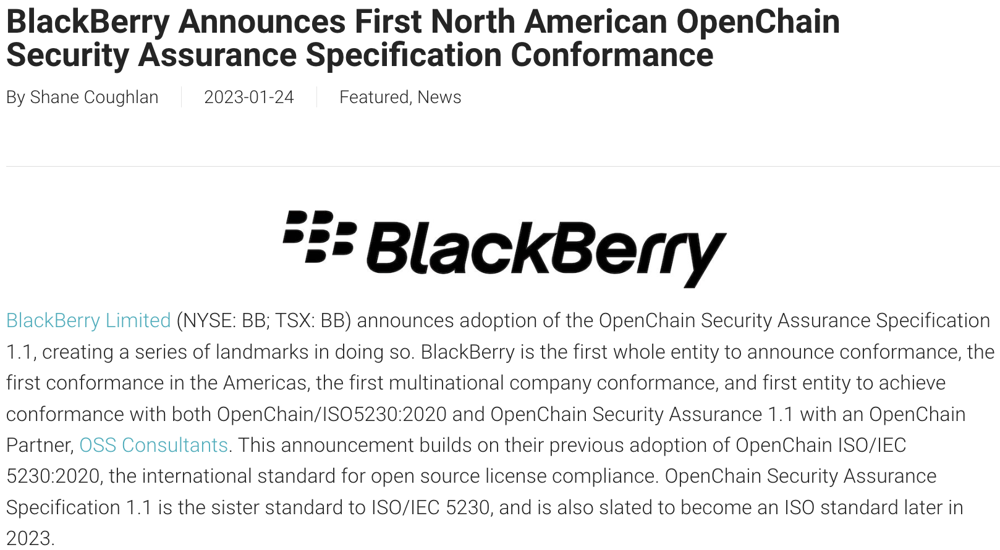 BlackBerry Announces First North American OpenChain
Security Assurance Specification Conformance
By Shane Coughlan 2023-01-24 Featured, News
BlackBerry
BlackBerry Limited (NYSE: BB; TSX: BB) announces adoption of the OpenChain Security Assurance Specification
1.1, creating a series of landmarks in doing so. BlackBerry is the first whole entity to announce conformance, the
first conformance in the Americas, the first multinational company conformance, and first entity to achieve
conformance with both OpenChain/ISO5230:2020 and OpenChain Security Assurance 1.1 with an OpenChain
Partner, OSS Consultants. This announcement builds on their previous adoption of OpenChain ISO/IEC
5230:2020, the international standard for open source license compliance. OpenChain Security Assurance
Specification 1.1 is the sister standard to ISO/IEC 5230, and is also slated to become an ISO standard later in
2023.